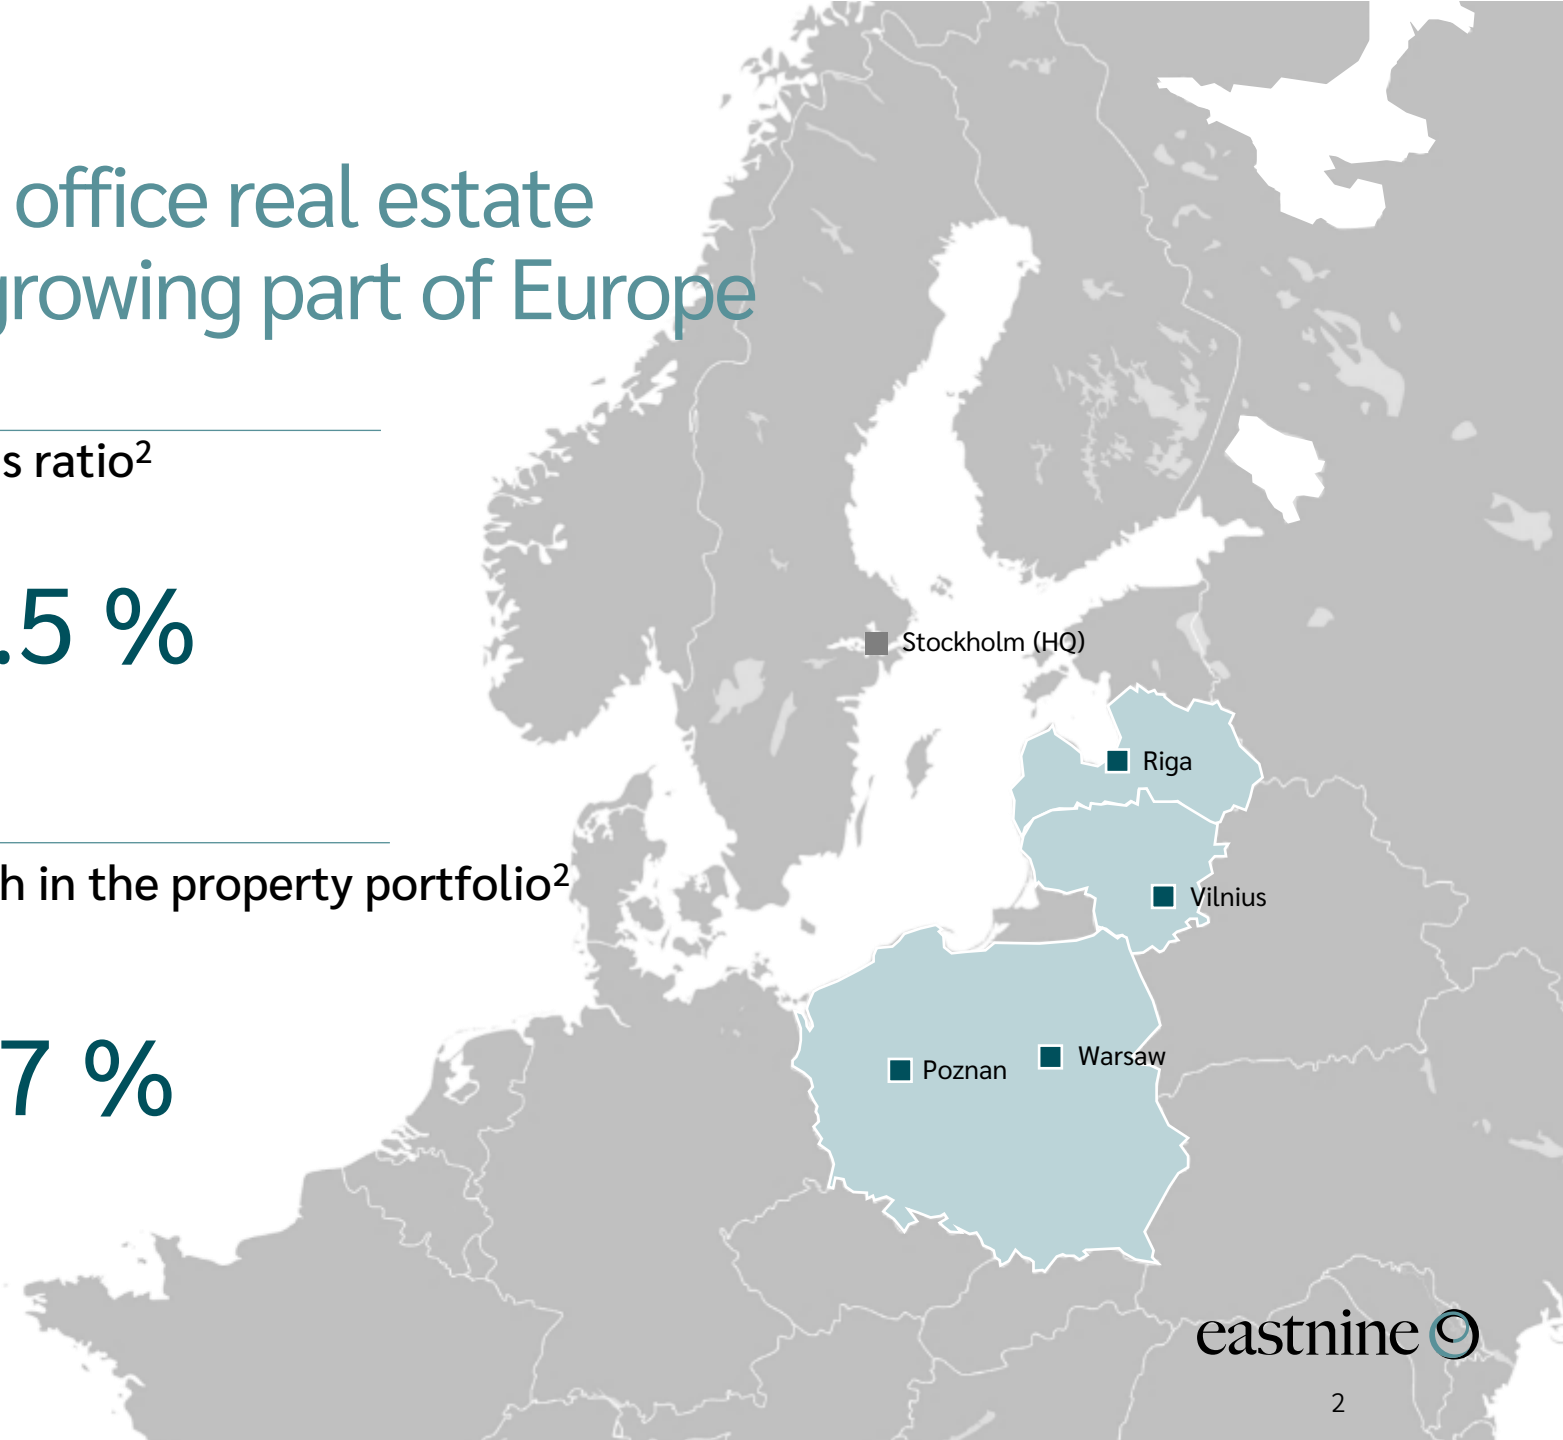 office real estate
growing part of Europe
s ratio²
.5 %
Stockholm (HQ)
Riga
h in the property portfolio²
Vilnius
7 %
Poznan
Warsaw
eastnine
2